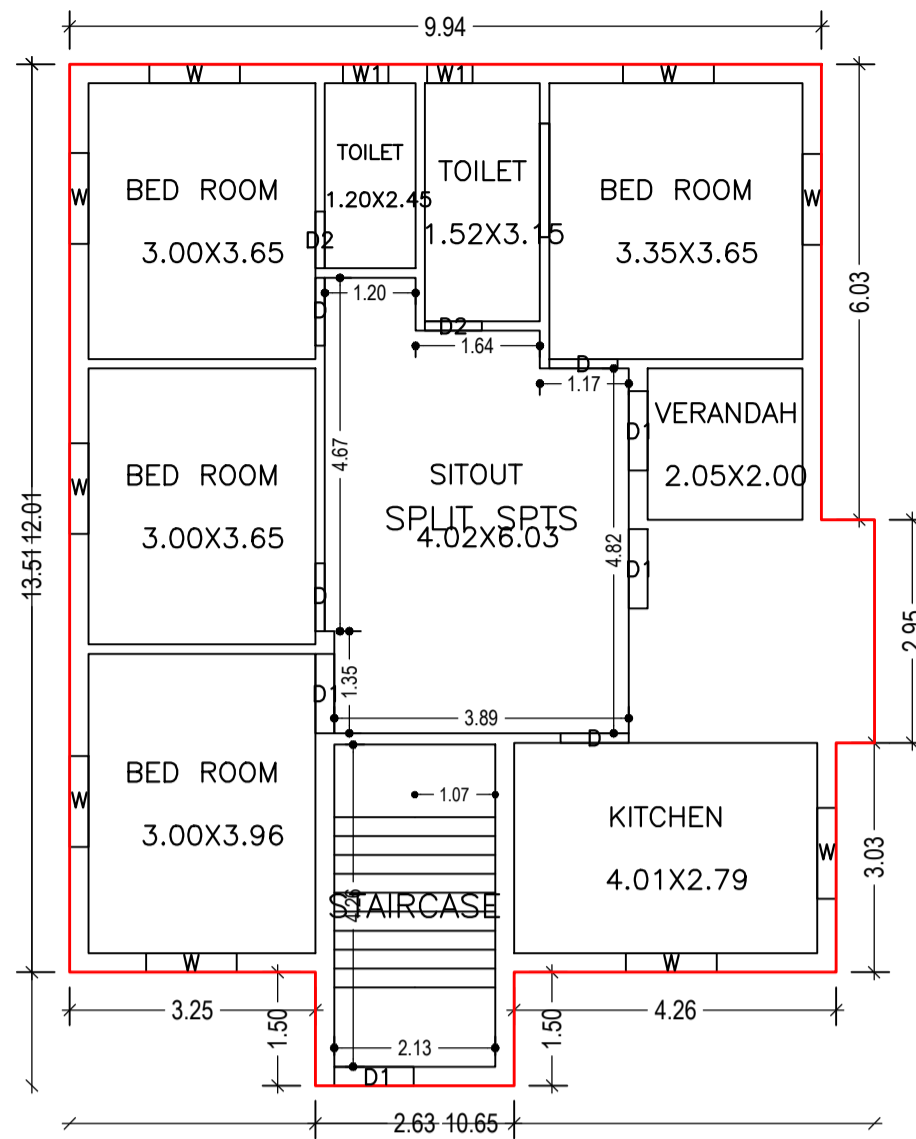 9.94
W
W1
W1
W
TOILET
TOILET
BED ROOM
BED ROOM
W
W
1.20X2.45
1.52X3.15
3.00X3.65
3.35X3.65
D2
1.20
6.03
D
D2
1.64
D
1.17
VERANDAH
D1
4.67
BED ROOM
SITOUT
2.05X2.00
W
SPLIT SPTS
3.00X3.65
4.02X6.03
13.51
12.01
4.82
D1
D
2.95
1.35
D1
3.89
D
BED ROOM
1.07
W
KITCHEN
3.00X3.96
W
3.03
4.01X2.79
STAIRCASE
4.26
W
W
3.25
1.50
1.50
4.26
2.13
D1
2.63
10.65